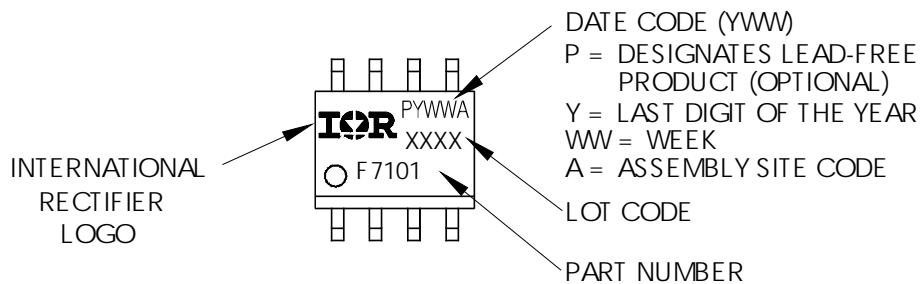 DATE CODE (YWW)
P = DESIGNATES LEAD-FREE
PRODUCT (OPTIONAL)
Y = LAST DIGIT OF THE YEAR
WW = WEEK
A = ASSEMBLY SITE CODE
LOT CODE
PART NUMBER
INTERNATIONAL
RECTIFIER
LOGO
IOR
PYWWA
XXXX
F7101